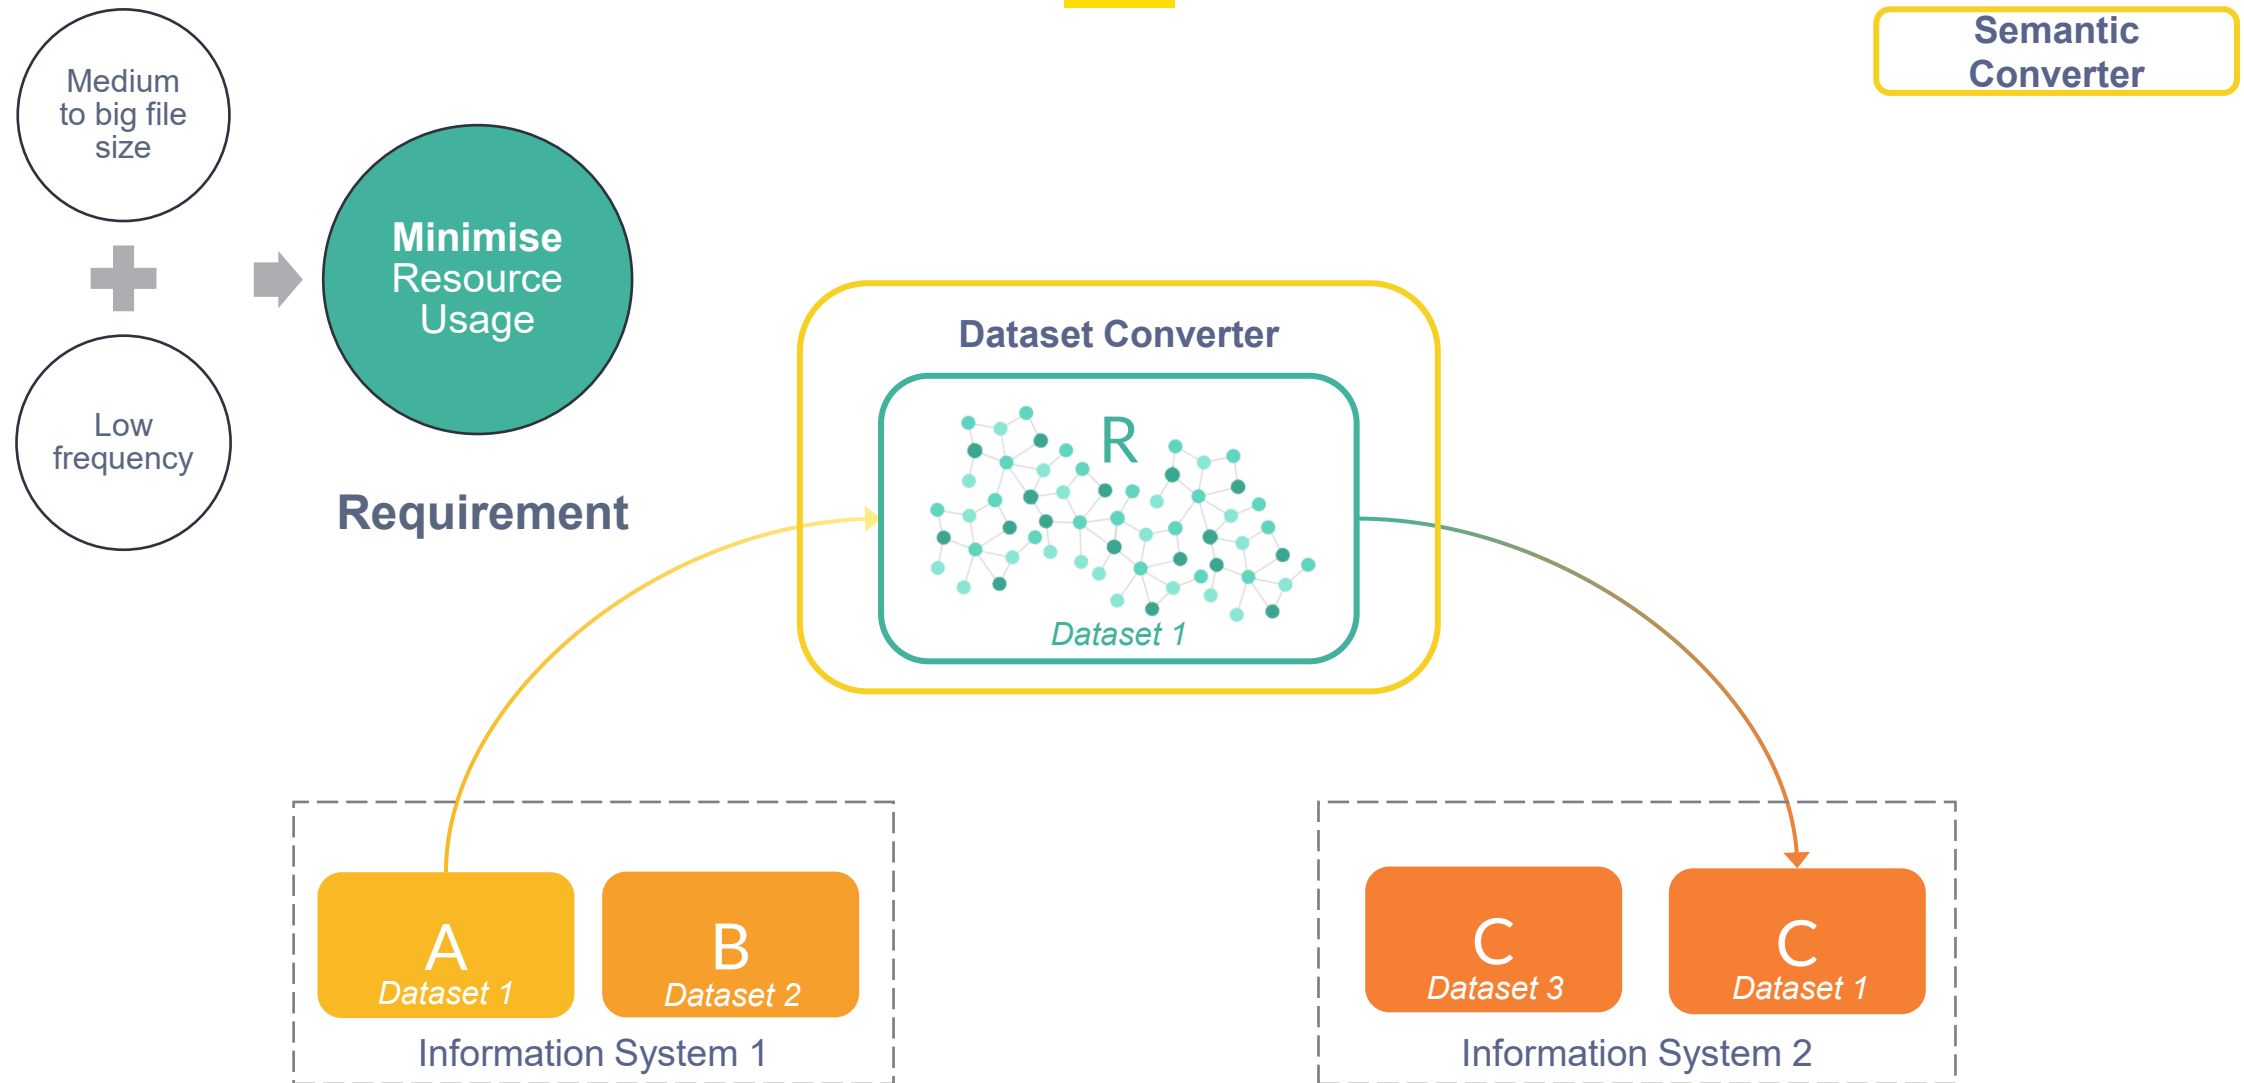 Medium
to big file
size
Low
frequency
Minimise
Resource
Usage
Requirement
Semantic
Converter
Dataset Converter
R
Dataset 1
A
Dataset 1
B
Dataset 2
Information System 1
C
Dataset 3
C
Dataset 1
Information System 2